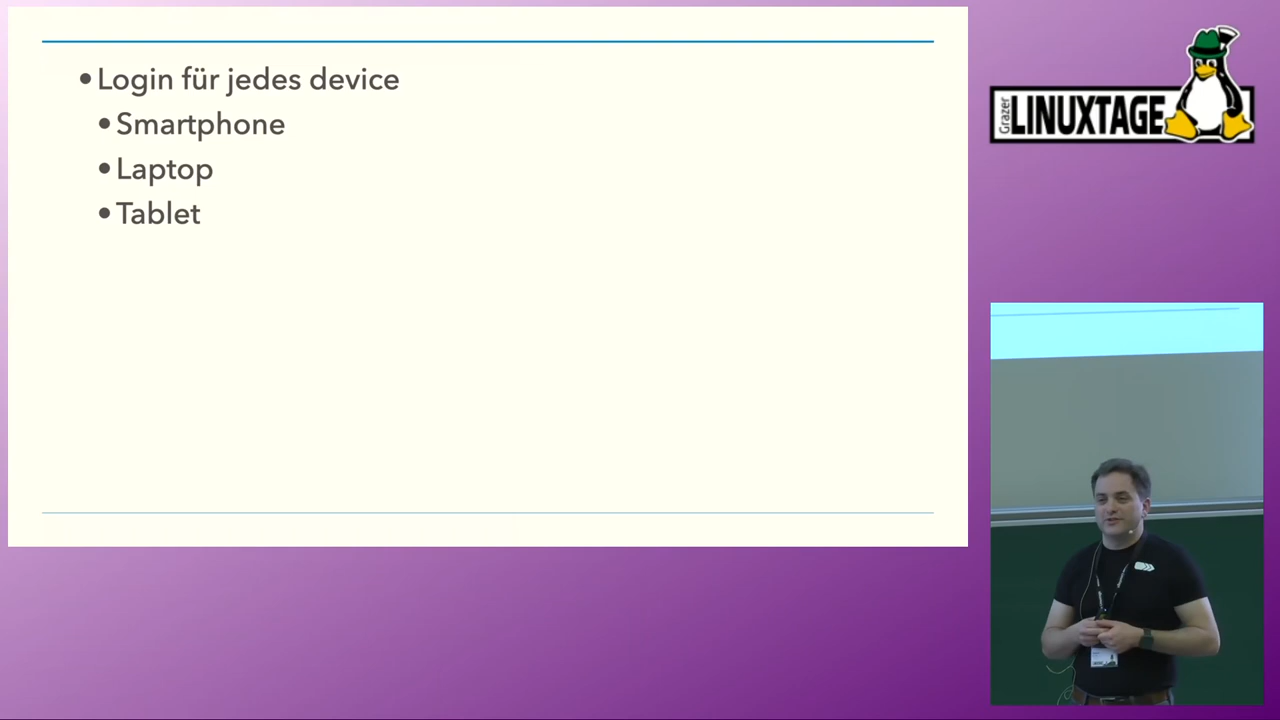 • Login für jedes device
• Smartphone
• Laptop
• Tablet
Grazer
LINUXTAGE